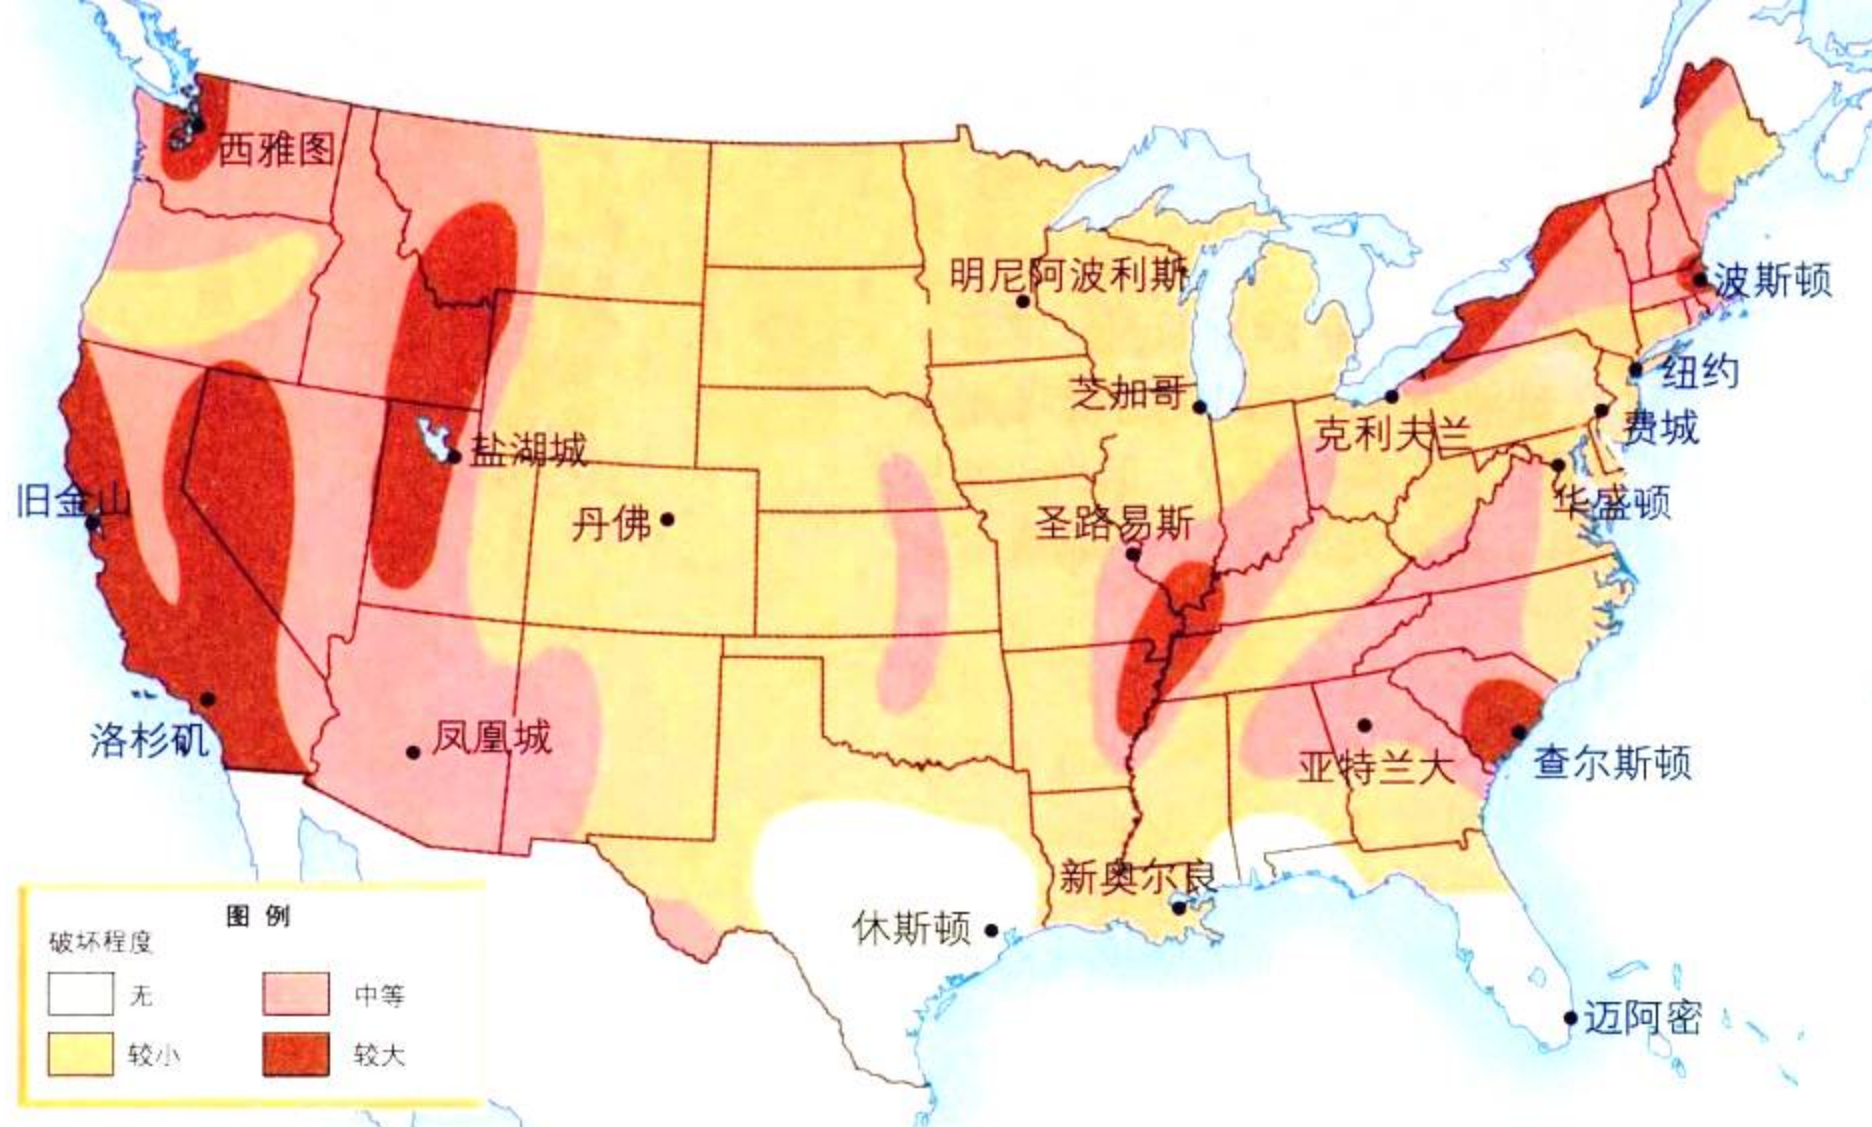 西雅图
明尼阿波利斯
波斯顿
纽约
芝加哥
克利夫兰
费城
盐湖城
旧金山
丹佛
圣路易斯
华盛顿
洛杉矶
凤凰城
亚特兰大
查尔斯顿
新奥尔良
休斯顿
迈阿密
图 例
破坏程度
无
中等
较小
较大